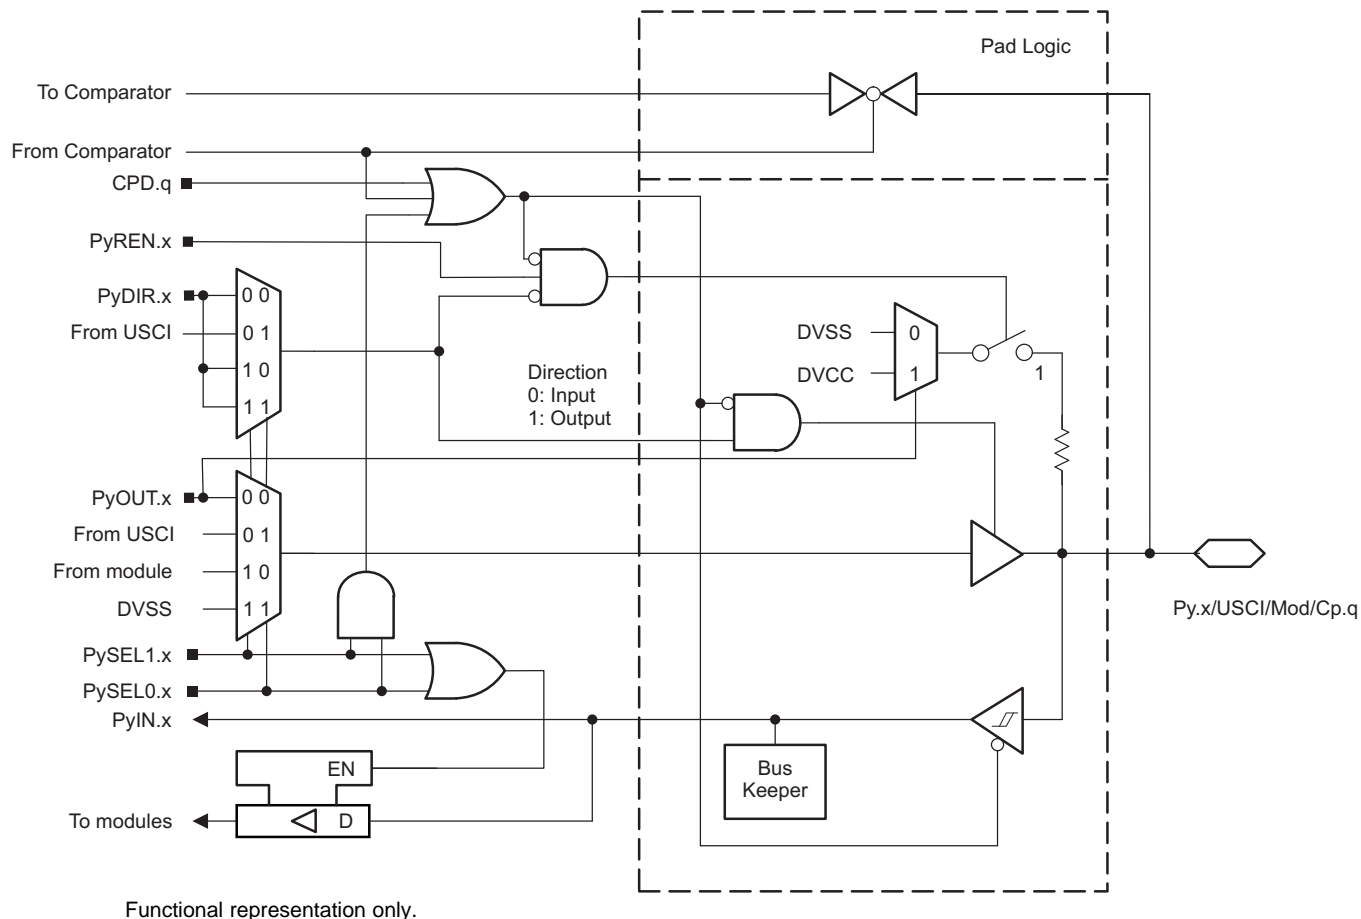 Pad Logic
To Comparator
From Comparator
CPD.q
PyREN.x
PyDIR.x
0 0
From USCI
0 1
1 0
1 1
Direction
0: Input
1: Output
DVSS
0
DVCC
1
1
PyOUT.x
0 0
From USCI
0 1
From module
1 0
DVSS
1 1
Py.x/USCI/Mod/Cp.q
PySEL1.x
PySEL0.x
PyIN.x
EN
Bus
Keeper
To modules
D
Functional representation only.